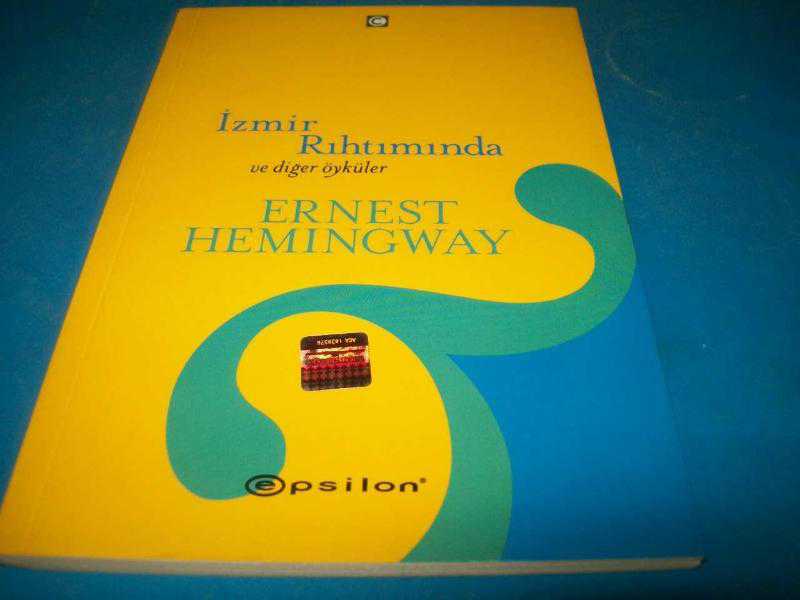 C
İzmir
Rıhtımında
ve diğer öyküler
ERNEST
HEMINGWAY
epsilon®